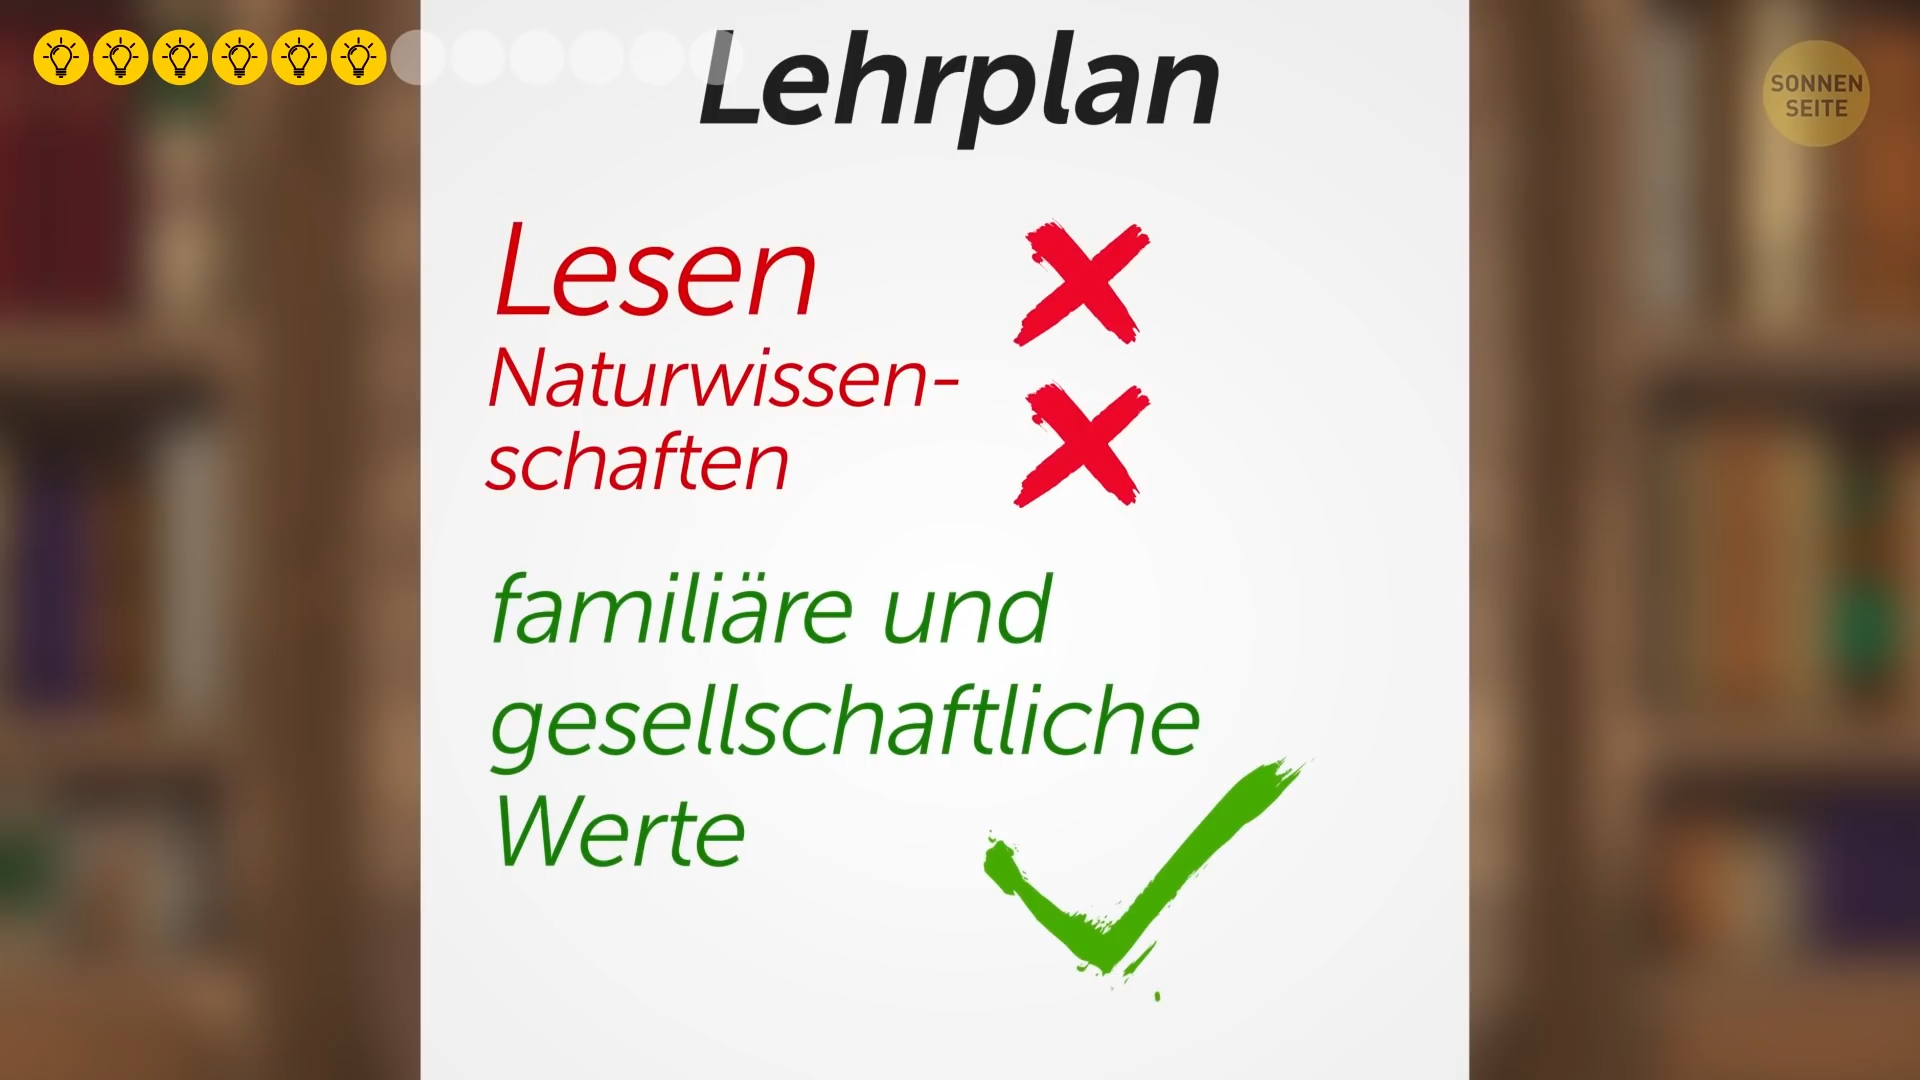 SONNEN
SEITE
Lehrplan
Lesen
Naturwissen-
schaften
familiäre und
gesellschaftliche
Werte